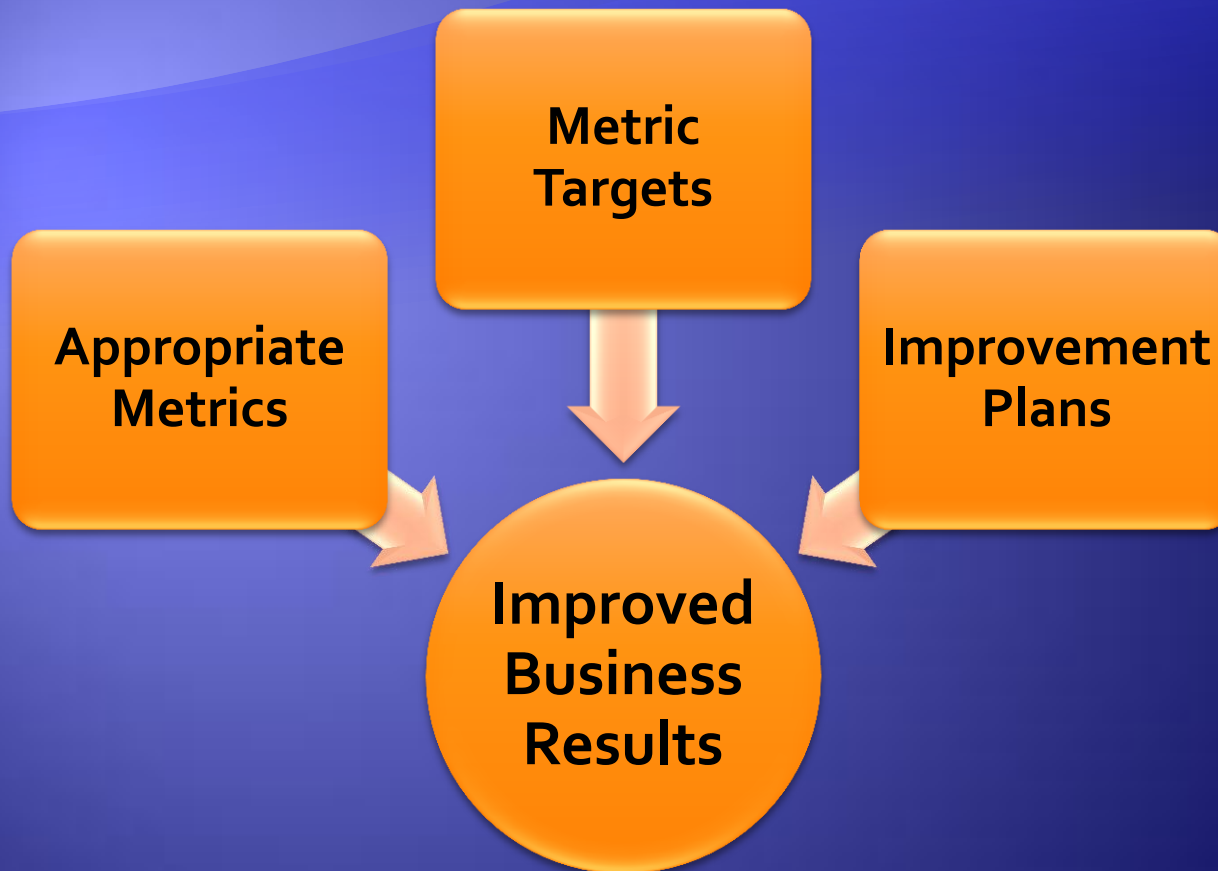 Metric
Targets
Appropriate
Metrics
Improvement
Plans
Improved
Business
Results